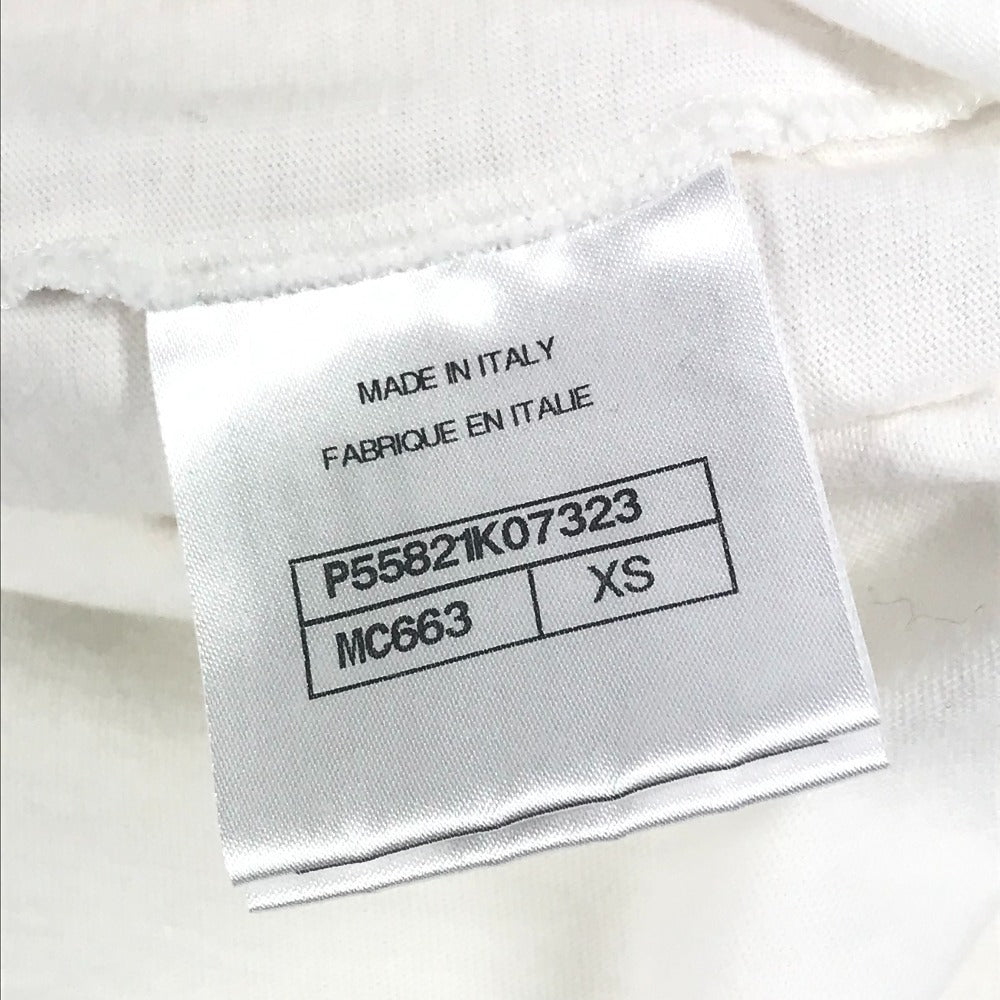 MADE IN ITALY
FABRIQUE EN ITALIE
P55821K07323
MC663 XS